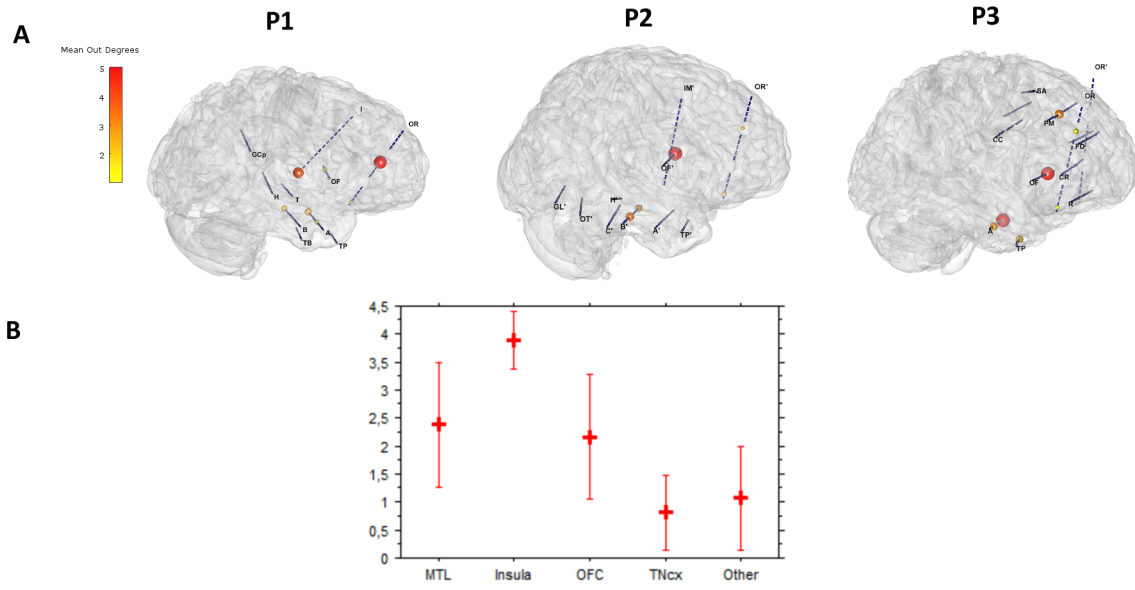 P1
P2
P3
A
Mean Out Degrees
5
4
3
2
I
OR
GCp
OF
H
T
B
TB
A
TP
IM'
OR'
OF'
GL'
OT'
C'
B'
A'
TP'
OR'
SA
OR
PM
CC
PD
OF
CR
R
A
TP
B
4,5
4
3,5
3
2,5
2
1,5
1
0,5
0
MTL Insula OFC TNcx Other